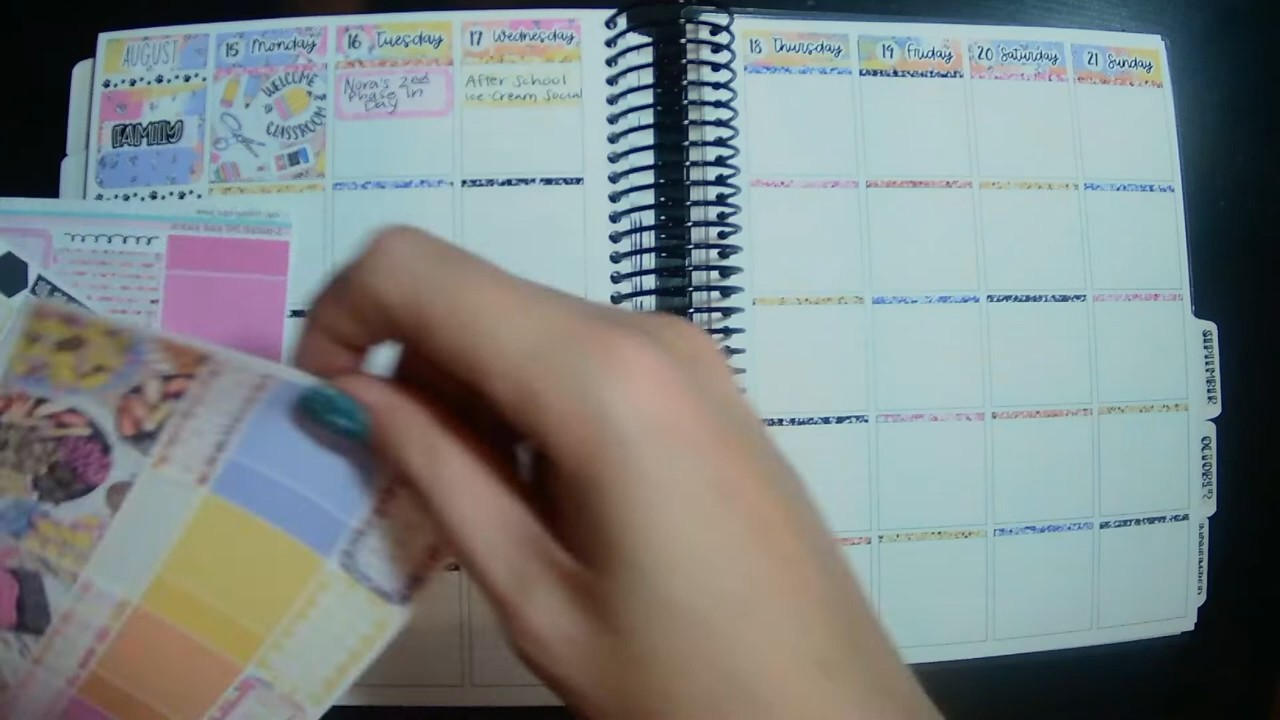 AUGUST
15 Monday
16 Tuesday
17 Wednesday
18 Thursday
19 Friday
20 Saturday
21 Sunday
FAMILY
WELCOME
CLASSROOM
Nora's 2nd
Phase In
Day
After School
Ice-Cream Social
SEPTEMBER
OCTOBER